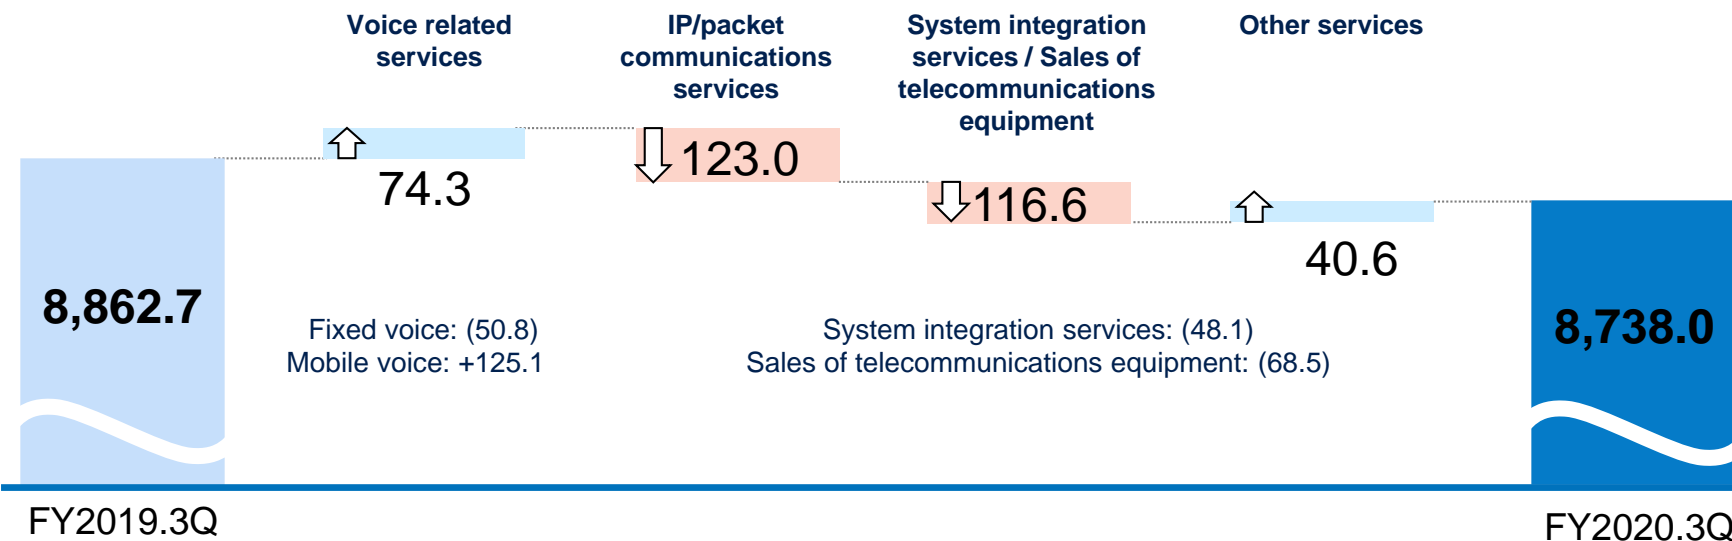 Voice related
services
IP/packet
communications
services
System integration
services / Sales of
telecommunications
equipment
Other services
74.3
123.0
116.6
40.6
8,862.7
8,738.0
Fixed voice: (50.8)
Mobile voice: +125.1
System integration services: (48.1)
Sales of telecommunications equipment: (68.5)
FY2019.3Q
FY2020.3Q